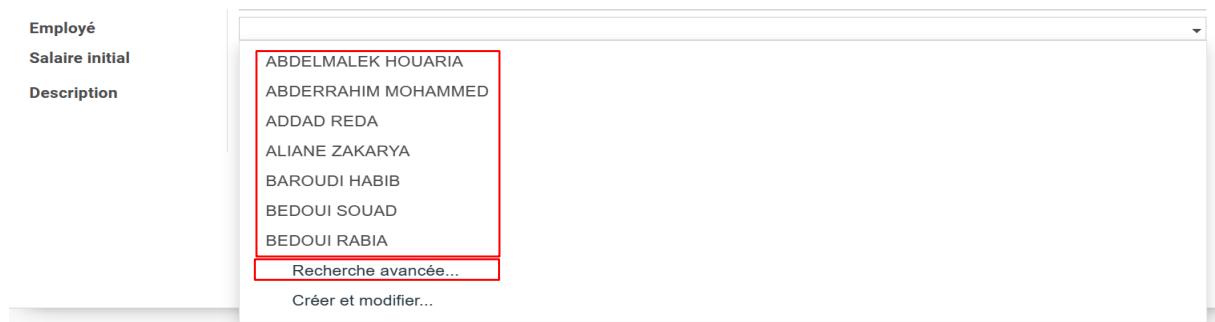 Employé
Salaire initial
Description
ABDELMALEK HOUARIA
ABDERRAHIM MOHAMMED
ADDAD REDA
ALIANE ZAKARYA
BAROUDI HABIB
BEDOUI SOUAD
BEDOUI RABIA
Recherche avancée...
Créer et modifier...